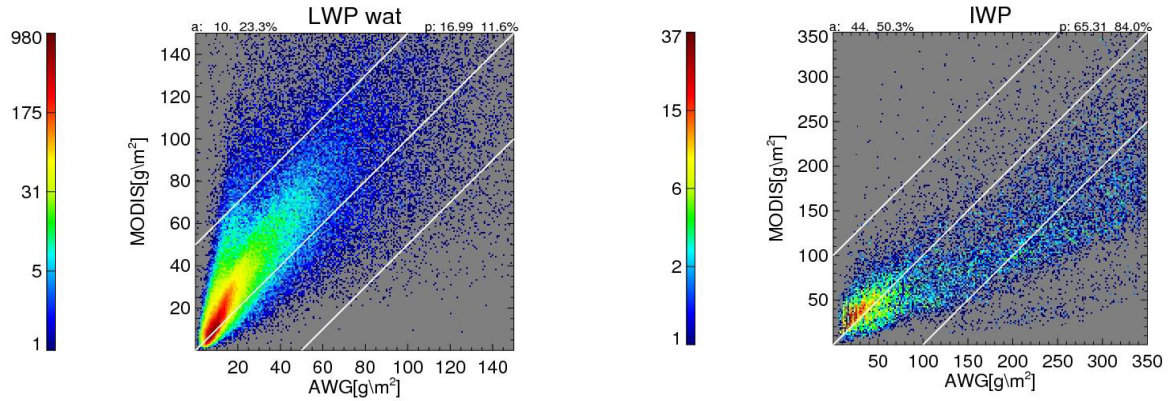 LWP wat
a: 10. 23.3% p: 16.99 11.6%
980
175
31
5
1
MODIS[g\m²]
140
120
100
80
60
40
20
20 40 60 80 100 120 140
AWG[g\m²]
IWP
a: 44. 50.3% p: 65.31 84.0%
37
15
6
2
1
MODIS[g\m²]
350
300
250
200
150
100
50
50 100 150 200 250 300 350
AWG[g\m²]